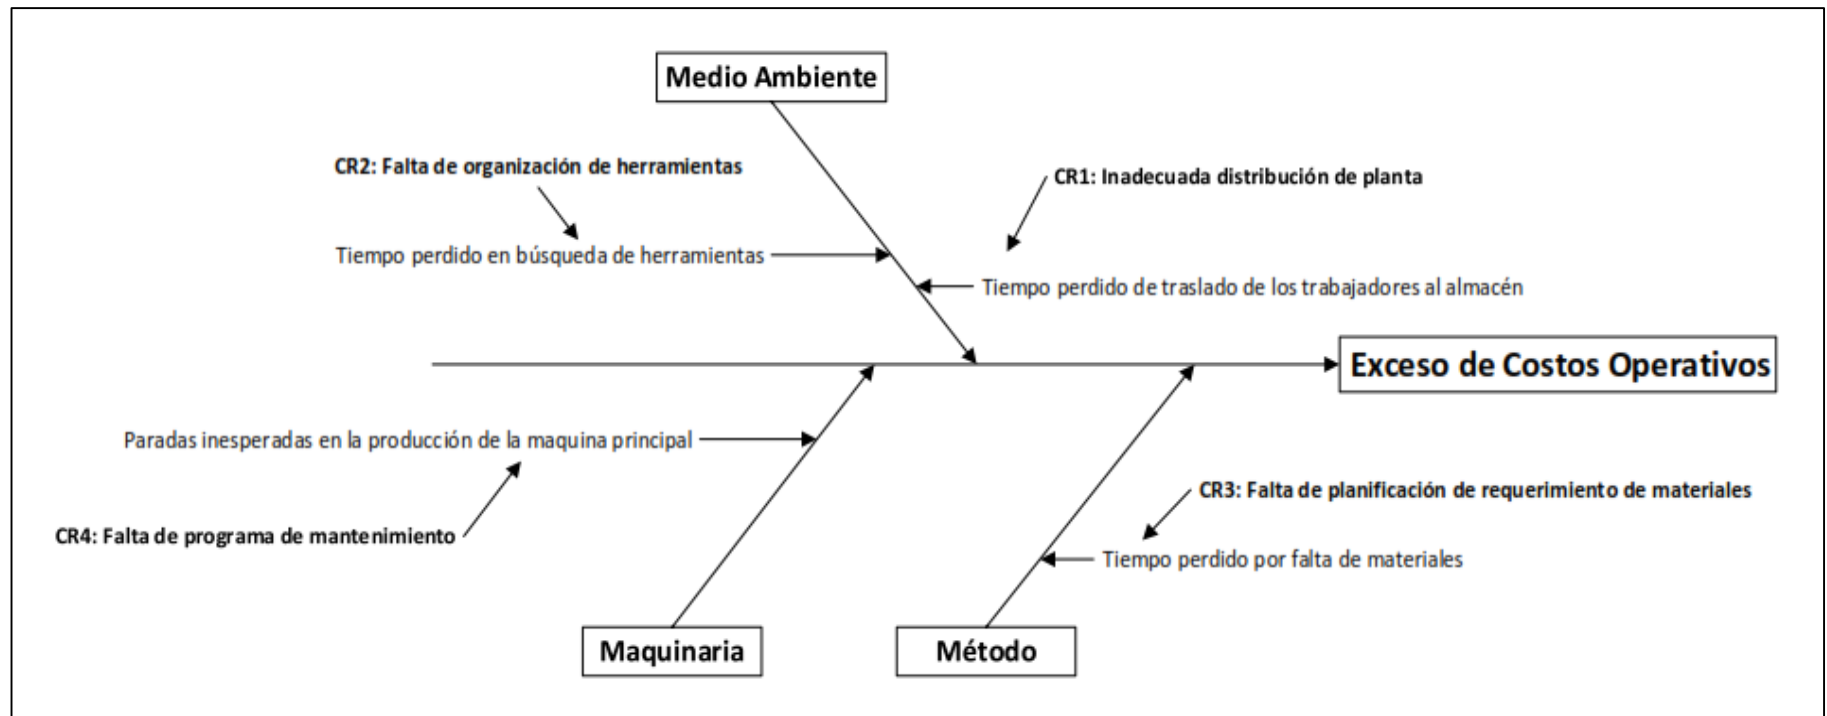 Medio Ambiente
CR2: Falta de organización de herramientas
CR1: Inadecuada distribución de planta
Tiempo perdido en búsqueda de herramientas
Tiempo perdido de traslado de los trabajadores al almacén
Exceso de Costos Operativos
Paradas inesperadas en la producción de la maquina principal
CR3: Falta de planificación de requerimiento de materiales
CR4: Falta de programa de mantenimiento
Tiempo perdido por falta de materiales
Maquinaria
Método